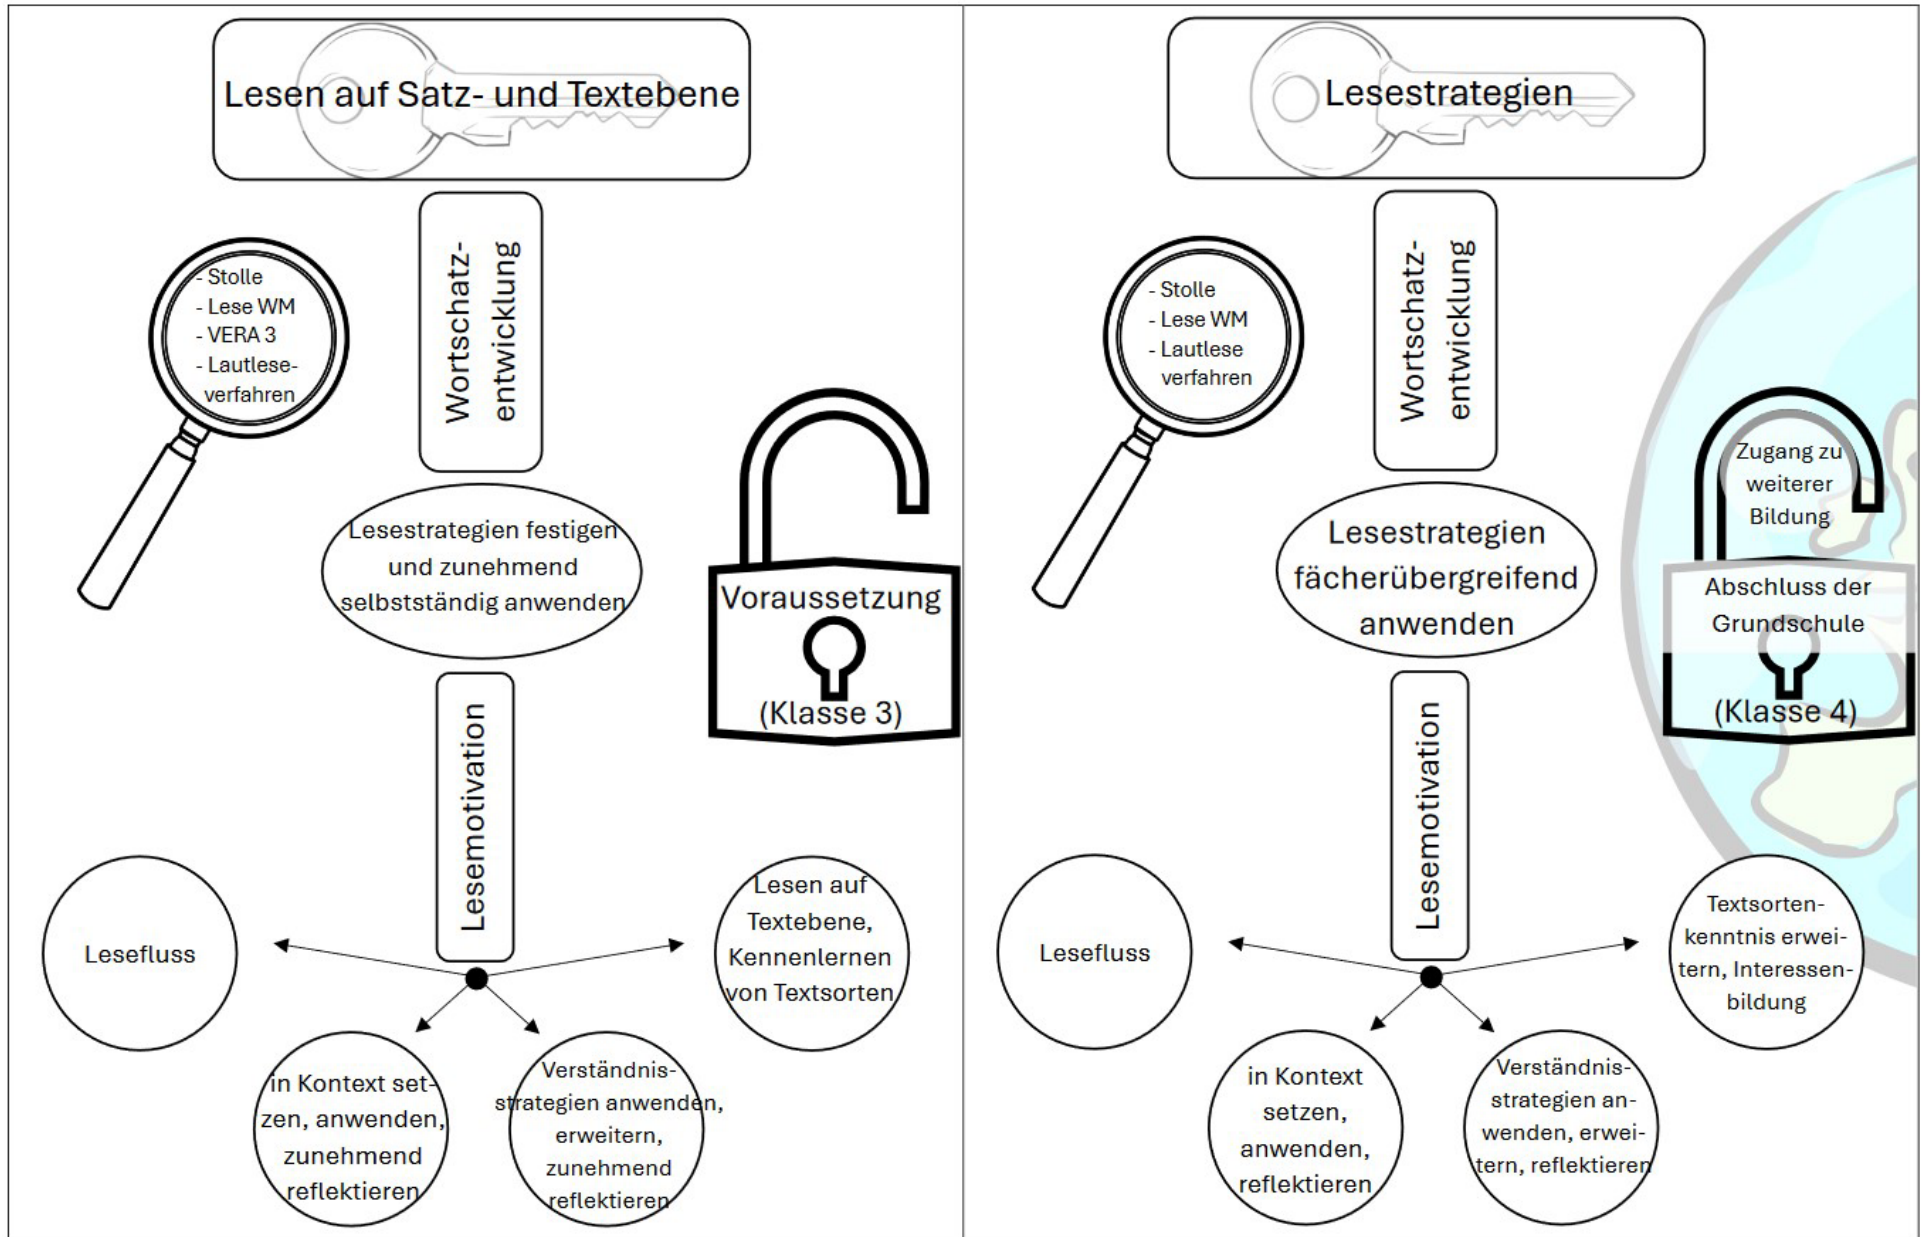 Lesen auf Satz- und Textebene
Wortschatz-
entwicklung
- Stolle
- Lese WM
- VERA 3
- Lautlese-
verfahren
Lesestrategien festigen
und zunehmend
selbstständig anwenden
Voraussetzung
(Klasse 3)
Lesemotivation
Lesefluss
in Kontext set-
zen, anwenden,
zunehmend
reflektieren
Verständnis-
strategien anwenden,
erweitern,
zunehmend
reflektieren
Lesen auf
Textebene,
Kennenlernen
von Textsorten
Lesestrategien
Wortschatz-
entwicklung
- Stolle
- Lese WM
- Lautlese
verfahren
Lesestrategien
fächerübergreifend
anwenden
Zugang zu
weiterer
Bildung
Abschluss der
Grundschule
(Klasse 4)
Lesemotivation
Lesefluss
in Kontext
setzen,
anwenden,
reflektieren
Verständnis-
strategien an-
wenden, erwei-
tern, reflektieren
Textsorten-
kenntnis erwei-
tern, Interessen-
bildung